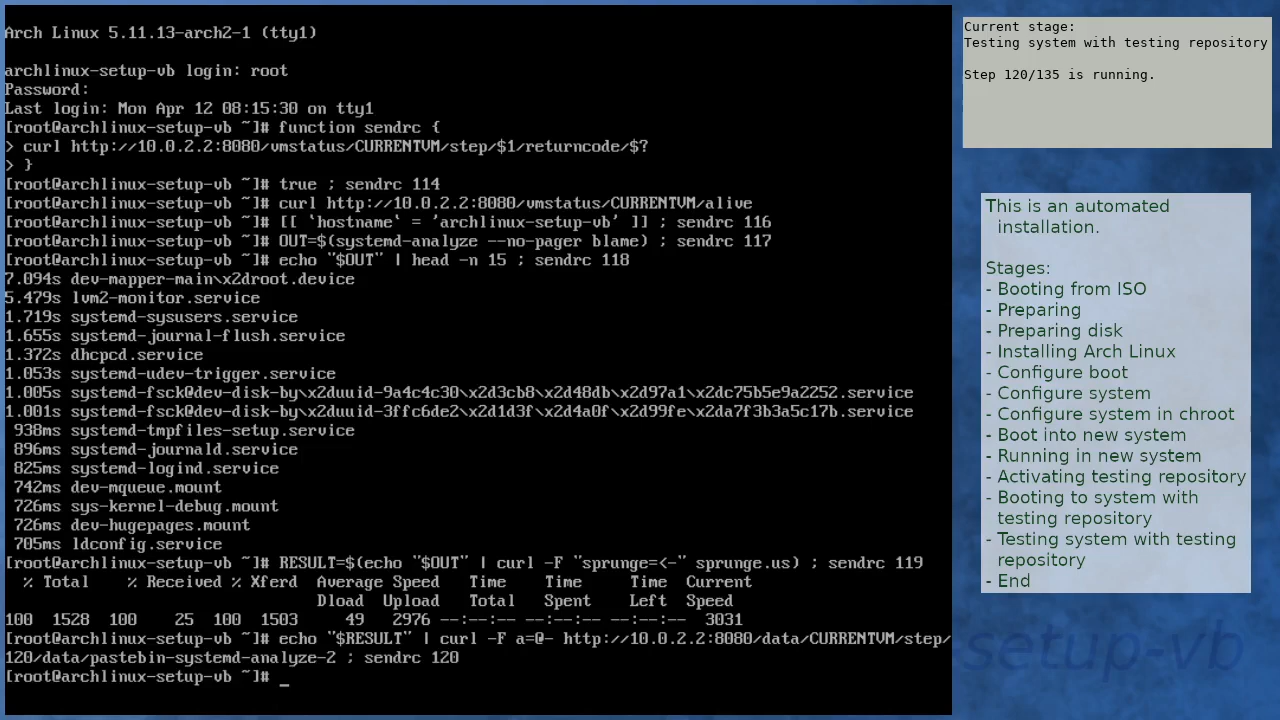 Arch Linux 5.11.13-arch2-1 (tty1)
archlinux-setup-vb login: root
Password:
Last login: Mon Apr 12 08:15:30 on tty1
[root@archlinux-setup-vb ~]# function sendrc {
> curl http://10.0.2.2:8080/vmstatus/CURRENTVM/step/$1/returncode/$?
> }
[root@archlinux-setup-vb ~]# true ; sendrc 114
[root@archlinux-setup-vb ~]# curl http://10.0.2.2:8080/vmstatus/CURRENTVM/alive
[root@archlinux-setup-vb ~]# [[ `hostname` = 'archlinux-setup-vb' ]] ; sendrc 116
[root@archlinux-setup-vb ~]# OUT=$(systemd-analyze --no-pager blame) ; sendrc 117
[root@archlinux-setup-vb ~]# echo "$OUT" | head -n 15 ; sendrc 118
7.094s dev-mapper-main\x2droot.device
5.479s lvm2-monitor.service
1.719s systemd-sysusers.service
1.655s systemd-journal-flush.service
1.372s dhcpcd.service
1.053s systemd-udev-trigger.service
1.005s systemd-fsck@dev-disk-by\x2duuid-9a4c4c30\x2d3cb8\x2d48db\x2d97a1\x2dc75b5e9a2252.service
1.001s systemd-fsck@dev-disk-by\x2duuid-3ffc6de2\x2d1d3f\x2d4a0f\x2d99fe\x2da7f3b3a5c17b.service
938ms systemd-tmpfiles-setup.service
896ms systemd-journald.service
825ms systemd-logind.service
742ms dev-mqueue.mount
726ms sys-kernel-debug.mount
726ms dev-hugepages.mount
705ms ldconfig.service
[root@archlinux-setup-vb ~]# RESULT=$(echo "$OUT" | curl -F "sprunge=<-" sprunge.us) ; sendrc 119
% Total % Received % Xferd Average Speed Time Time Time Current
Dload Upload Total Spent Left Speed
100 1528 100 25 100 1503 49 2976 --:--:-- --:--:-- --:--:-- 3031
[root@archlinux-setup-vb ~]# echo "$RESULT" | curl -F a=@- http://10.0.2.2:8080/data/CURRENTVM/step/
120/data/pastebin-systemd-analyze-2 ; sendrc 120
[root@archlinux-setup-vb ~]# _
Current stage:
Testing system with testing repository
Step 120/135 is running.
This is an automated
installation.
Stages:
- Booting from ISO
- Preparing
- Preparing disk
- Installing Arch Linux
- Configure boot
- Configure system
- Configure system in chroot
- Boot into new system
- Running in new system
- Activating testing repository
- Booting to system with
testing repository
- Testing system with testing
repository
- End
setup-vb